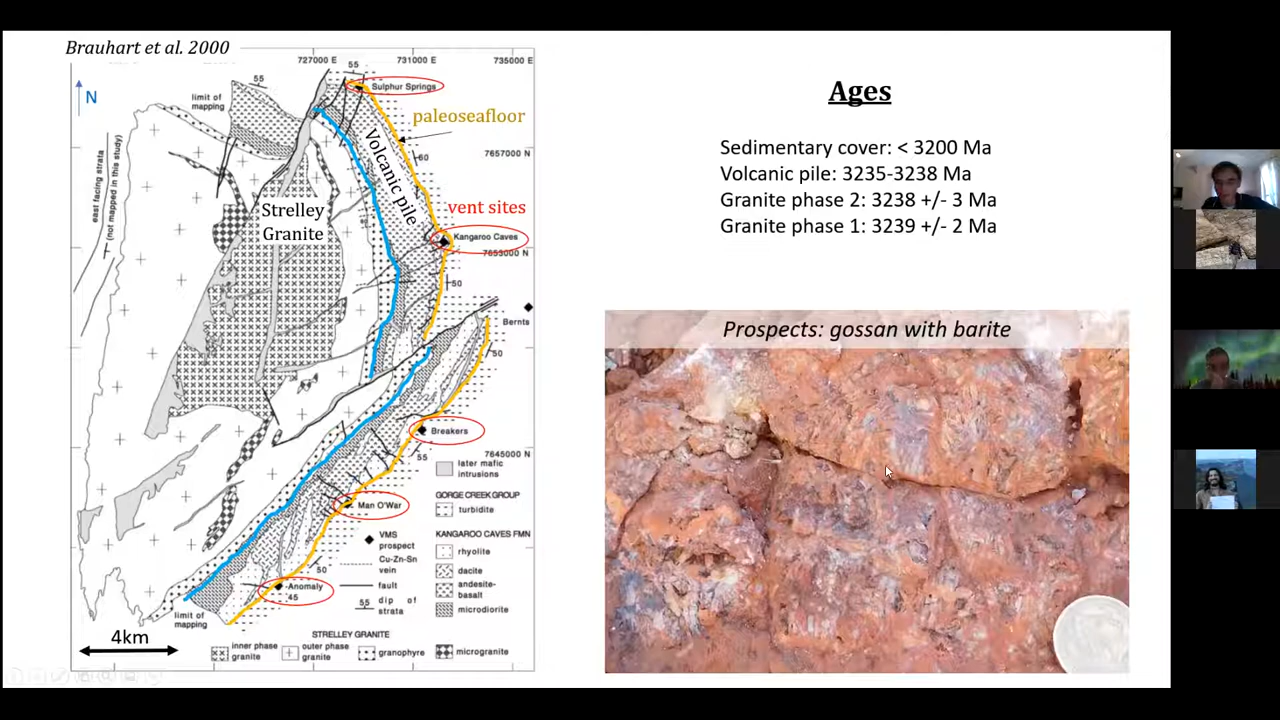 Brauhart et al. 2000
727000 E
731000 E
735000 E
55
55
Sulphur Springs
N
limit of
mapping
paleoseafloor
east facing strata
(not mapped in this study)
Volcanic pile
60
7657000 N
Strelley
Granite
vent sites
Kangaroo Caves
7653000 N
50
Bernts
50
Breakers
55
7645000 N
later mafic
intrusions
GORGE CREEK GROUP
turbidite
Man O'War
VMS
prospect
Cu-Zn-Sn
vein
fault
55
dip of
strata
KANGAROO CAVES FMN
rhyolite
dacite
andesite-
basalt
microdiorite
50
Anomaly
45
limit of
mapping
4km
STRELLEY GRANITE
inner phase
granite
outer phase
granite
granophyre
microgranite
Ages
Sedimentary cover: < 3200 Ma
Volcanic pile: 3235-3238 Ma
Granite phase 2: 3238 +/- 3 Ma
Granite phase 1: 3239 +/- 2 Ma
Prospects: gossan with barite